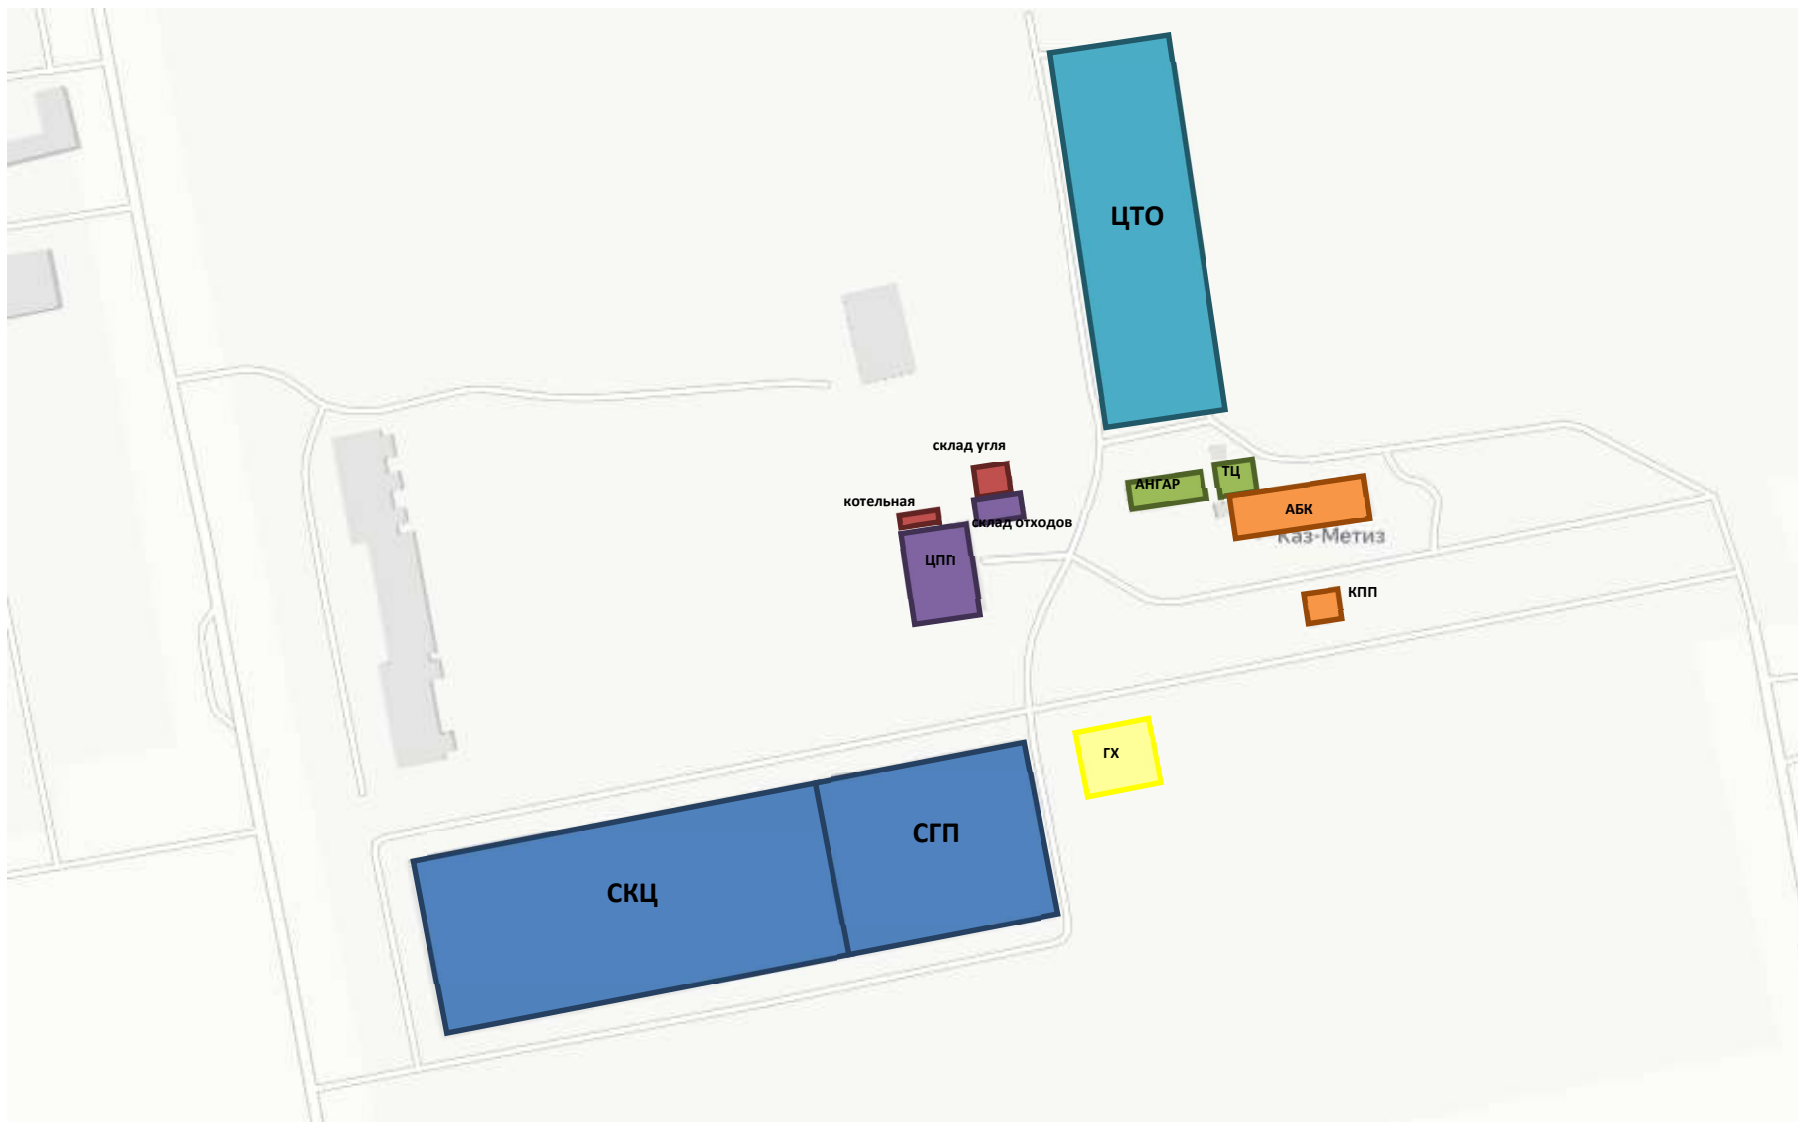 ЦТО
склад угля
ТЦ
АНГАР
котельная
АБК
склад отходов
Каз-Метиз
ЦПП
КПП
ГХ
СГП
СКЦ